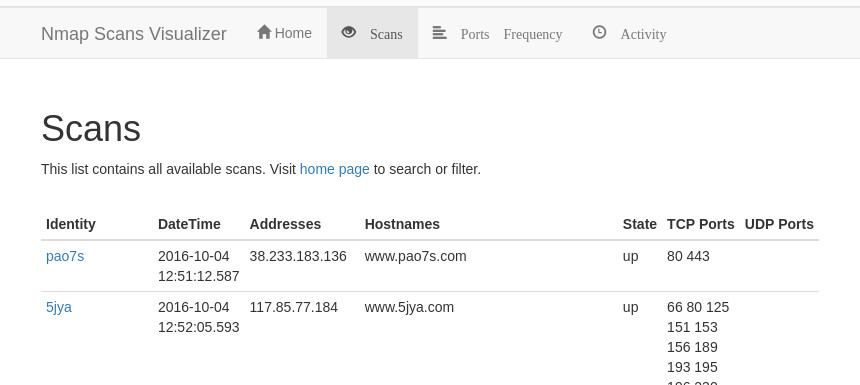 Nmap Scans Visualizer Home Scans Ports Frequency Activity
Scans
This list contains all available scans. Visit home page to search or filter.
Identity DateTime Addresses Hostnames State TCP Ports UDP Ports
pao7s 2016-10-04 38.233.183.136 www.pao7s.com up 80 443
12:51:12.587
5jya 2016-10-04 117.85.77.184 www.5jya.com up 66 80 125
12:52:05.593 151 153
156 189
193 195